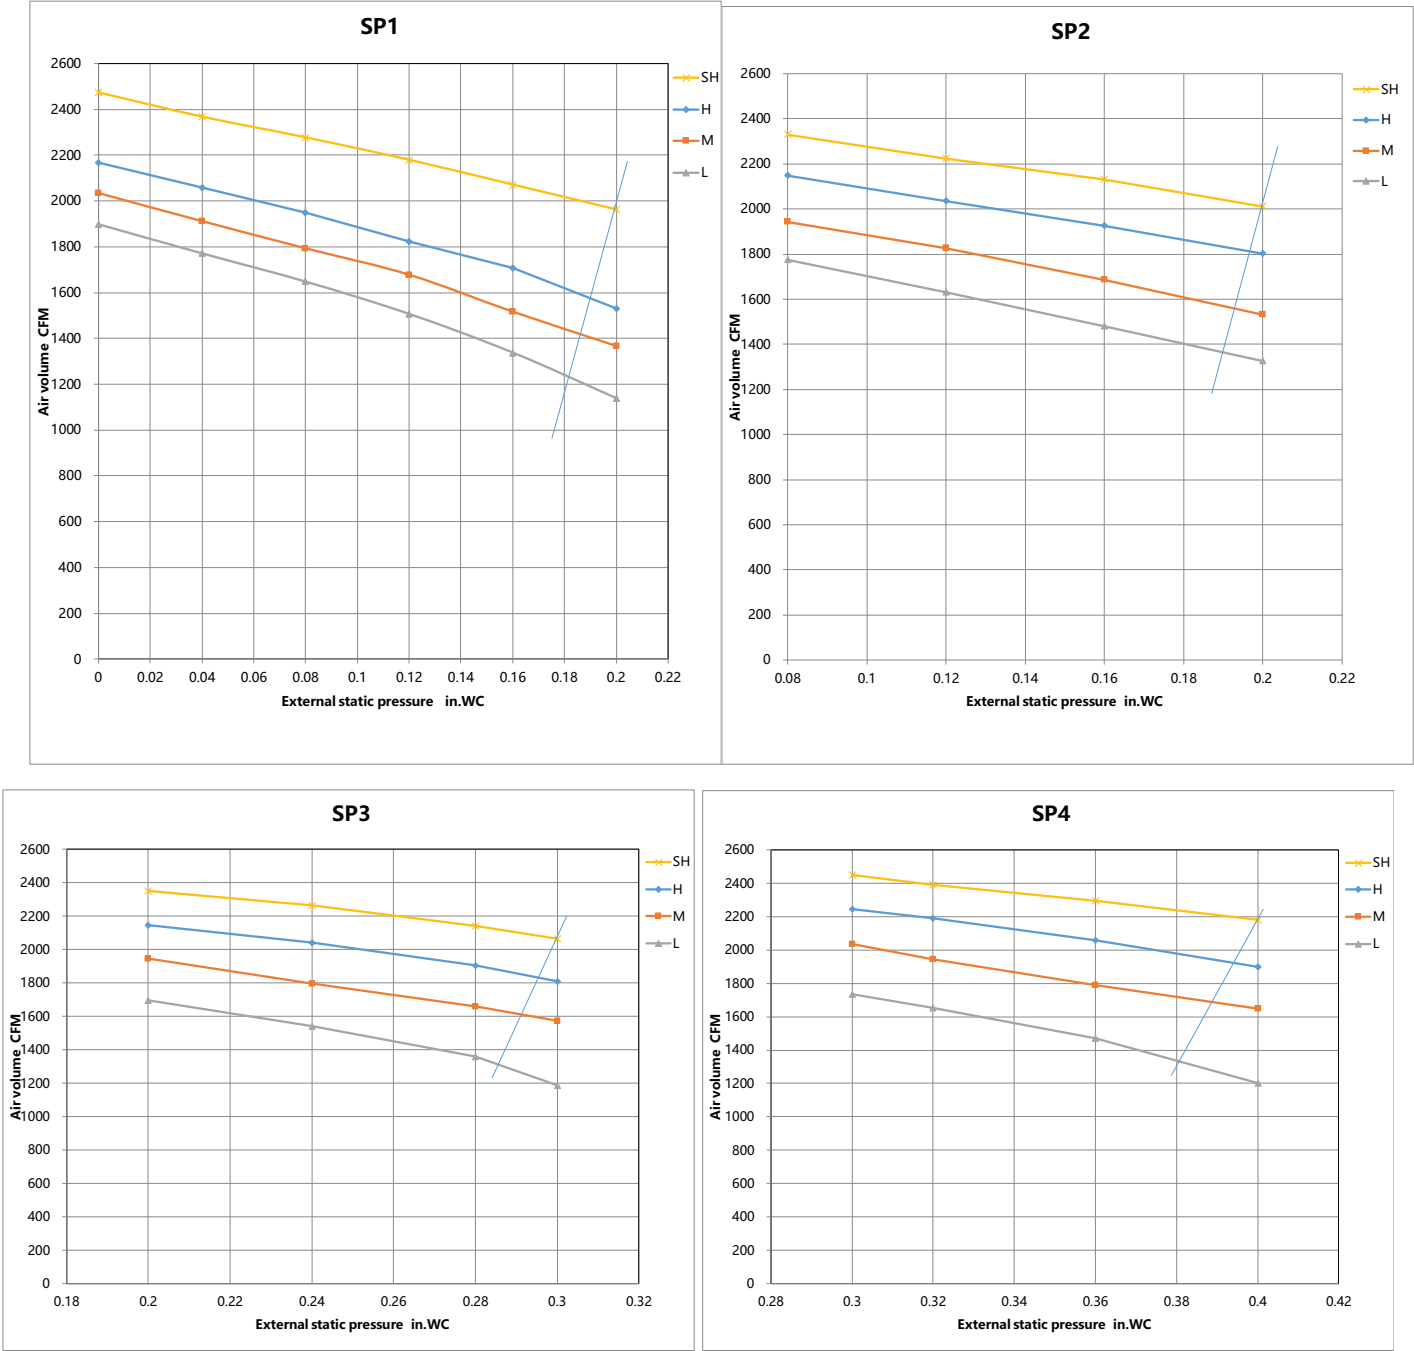 SP1
2600
2400
2200
2000
1800
1600
1400
1200
1000
800
600
400
200
0
0 0.02 0.04 0.06 0.08 0.1 0.12 0.14 0.16 0.18 0.2 0.22
Air volume CFM
External static pressure in.WC
SH
H
M
L
SP2
2600
2400
2200
2000
1800
1600
1400
1200
1000
800
600
400
200
0
0.08 0.1 0.12 0.14 0.16 0.18 0.2 0.22
Air volume CFM
External static pressure in.WC
SH
H
M
L
SP3
2600
2400
2200
2000
1800
1600
1400
1200
1000
800
600
400
200
0
0.18 0.2 0.22 0.24 0.26 0.28 0.3 0.32
Air volume CFM
External static pressure in.WC
SH
H
M
L
SP4
2600
2400
2200
2000
1800
1600
1400
1200
1000
800
600
400
200
0
0.28 0.3 0.32 0.34 0.36 0.38 0.4 0.42
Air volume CFM
External static pressure in.WC
SH
H
M
L